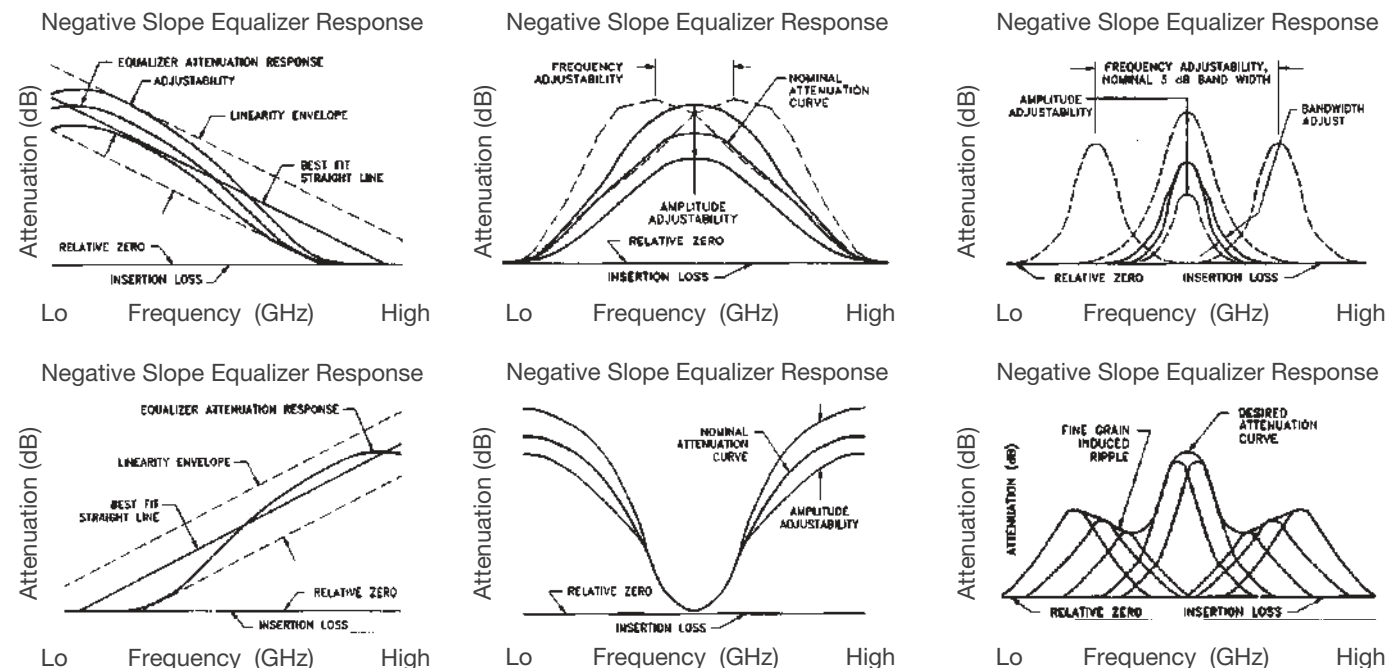 Negative Slope Equalizer Response
EQUALIZER ATTENUATION RESPONSE
ADJUSTABILITY
LINEARITY ENVELOPE
BEST FIT
STRAIGHT LINE
RELATIVE ZERO
INSERTION LOSS
Attenuation (dB)
Lo Frequency (GHz) High
Negative Slope Equalizer Response
FREQUENCY
ADJUSTABILITY
NOMINAL
ATTENUATION
CURVE
AMPLITUDE
ADJUSTABILITY
RELATIVE ZERO
INSERTION LOSS
Attenuation (dB)
Lo Frequency (GHz) High
Negative Slope Equalizer Response
FREQUENCY ADJUSTABILITY,
NOMINAL 3 dB BAND WIDTH
AMPLITUDE
ADJUSTABILITY
BANDWIDTH
ADJUST
RELATIVE ZERO INSERTION LOSS
Attenuation (dB)
Lo Frequency (GHz) High
Negative Slope Equalizer Response
EQUALIZER ATTENUATION RESPONSE
LINEARITY ENVELOPE
BEST FIT
STRAIGHT LINE
RELATIVE ZERO
INSERTION LOSS
Attenuation (dB)
Lo Frequency (GHz) High
Negative Slope Equalizer Response
NOMINAL
ATTENUATION
CURVE
AMPLITUDE
ADJUSTABILITY
RELATIVE ZERO
INSERTION LOSS
Attenuation (dB)
Lo Frequency (GHz) High
Negative Slope Equalizer Response
FINE GRAIN
INDUCED
RIPPLE
DESIRED
ATTENUATION
CURVE
ATTENUATION (dB)
RELATIVE ZERO INSERTION LOSS
Attenuation (dB)
Lo Frequency (GHz) High